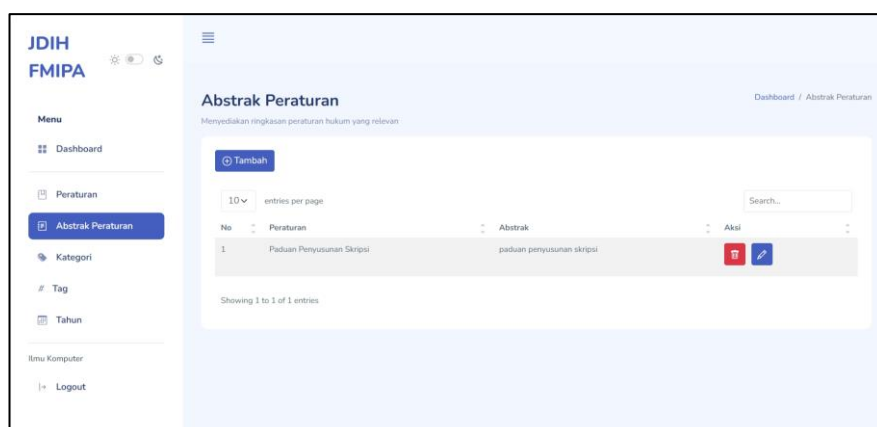 JDIH
FMIPA
Menu
Dashboard
Peraturan
Abstrak Peraturan
Kategori
# Tag
Tahun
Ilmu Komputer
Logout
Abstrak Peraturan
Menyediakan ringkasan peraturan hukum yang relevan
Dashboard / Abstrak Peraturan
Tambah
10 entries per page
Search...
No Peraturan Abstrak Aksi
1 Paduan Penyusunan Skripsi paduan penyusunan skripsi
Showing 1 to 1 of 1 entries